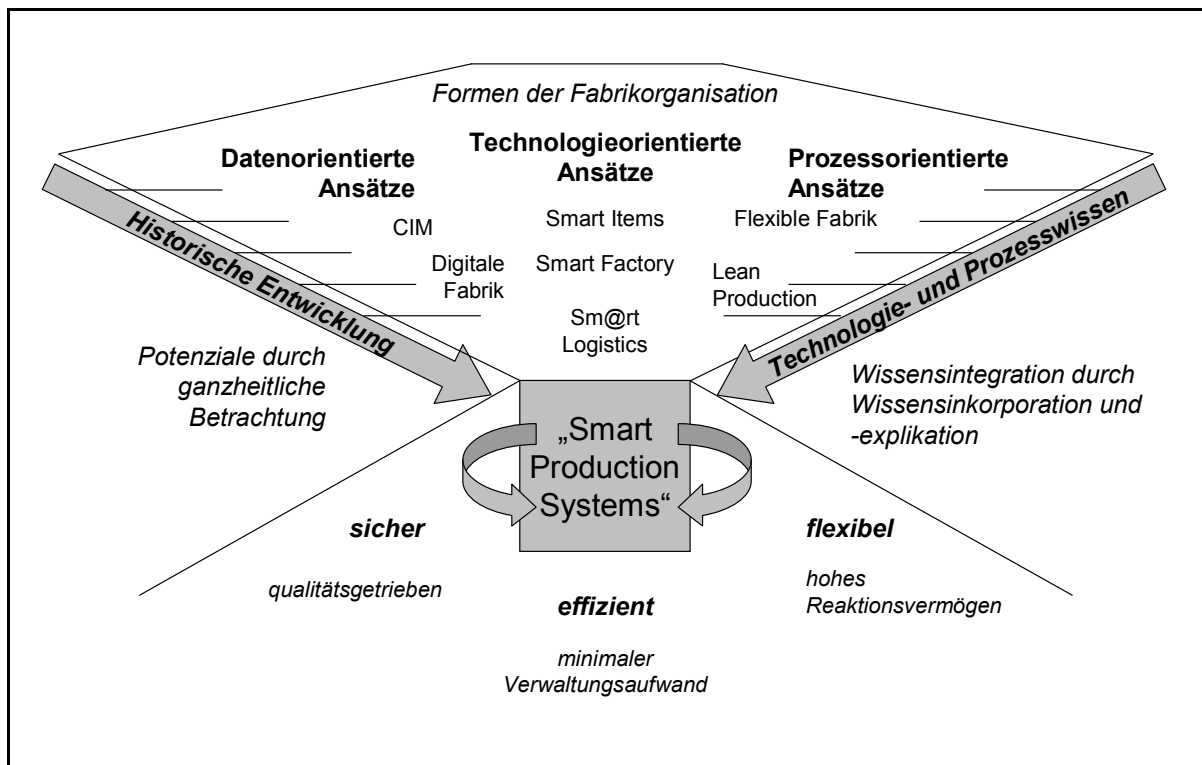 Formen der Fabrikorganisation
Datenorientierte
Ansätze
Technologieorientierte
Ansätze
Prozessorientierte
Ansätze
CIM
Digitale
Fabrik
Smart Items
Smart Factory
Sm@rt
Logistics
Flexible Fabrik
Lean
Production
Historische Entwicklung
Technologie- und Prozesswissen
Potenziale durch
ganzheitliche
Betrachtung
Wissensintegration durch
Wissensinkorporation und
-explikation
„Smart
Production
Systems“
sicher
qualitätsgetrieben
effizient
minimaler
Verwaltungsaufwand
flexibel
hohes
Reaktionsvermögen